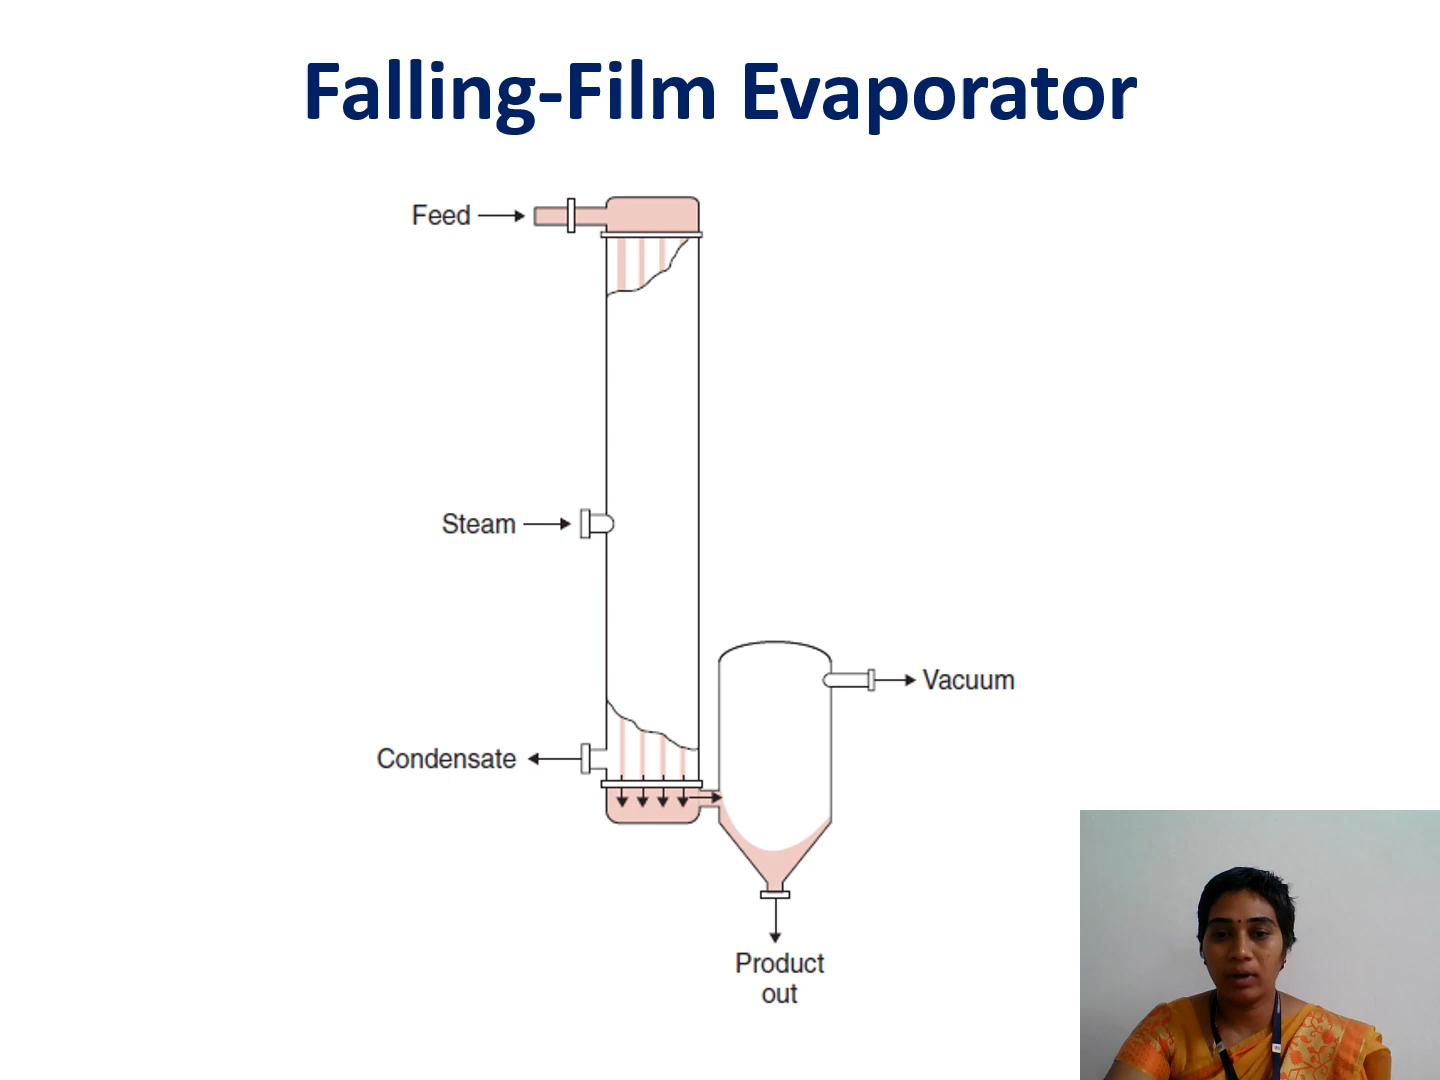 Falling-Film Evaporator
Feed
Steam
Vacuum
Condensate
Product
out